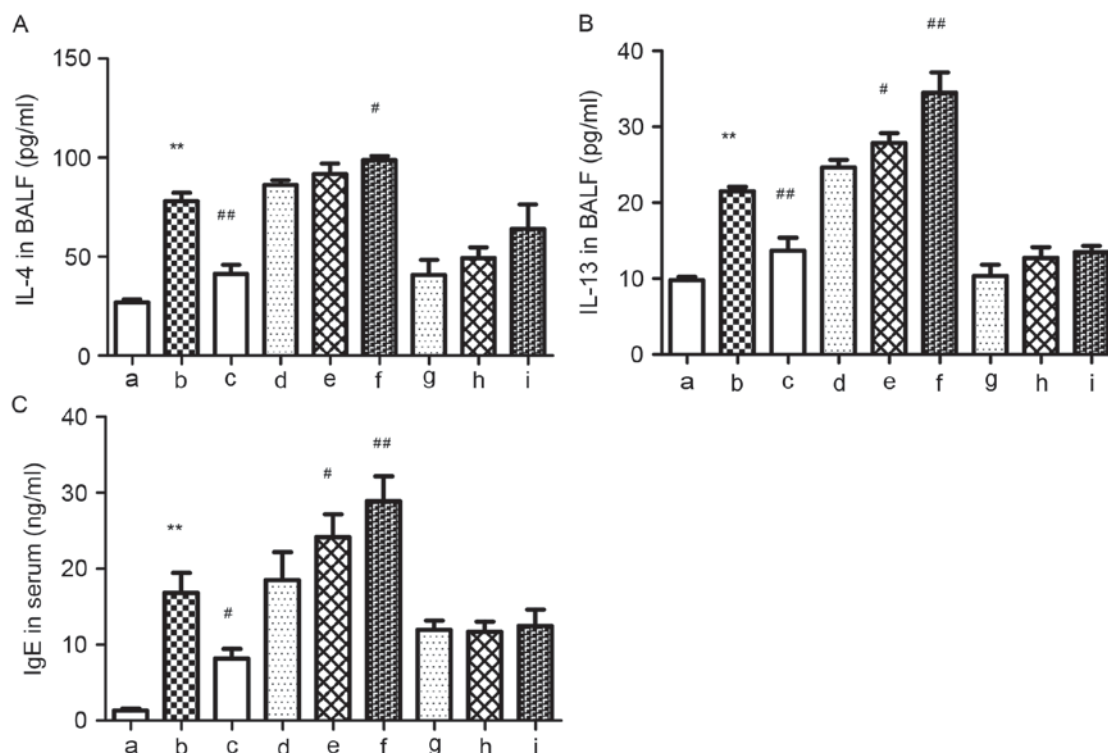 A
IL-4 in BALF (pg/ml)
150
100
50
0
**
##
#
a b c d e f g h i
B
IL-13 in BALF (pg/ml)
40
30
20
10
0
**
##
#
##
a b c d e f g h i
C
IgE in serum (ng/ml)
40
30
20
10
0
**
#
#
##
a b c d e f g h i